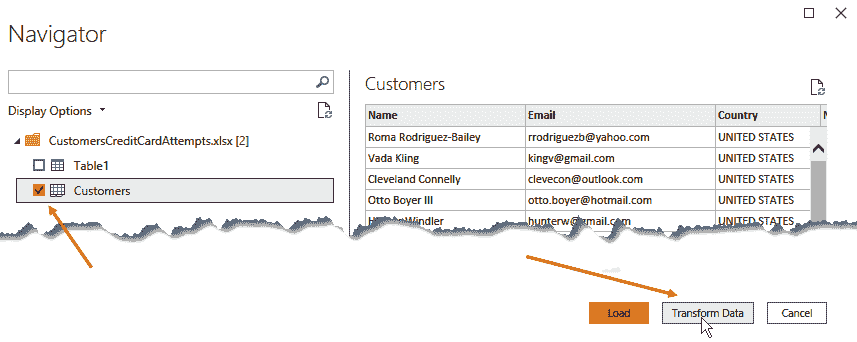 Navigator
Display Options
CustomersCreditCardAttempts.xlsx [2]
Table1
Customers
Customers
Name Email Country
Roma Rodriguez-Bailey rrodriguezb@yahoo.com UNITED STATES
Vada Kling kingv@gmail.com UNITED STATES
Cleveland Connelly clevecon@outlook.com UNITED STATES
Otto Boyer III otto.boyer@hotmail.com UNITED STATES
Windler hunterw@gmail.com UNITED STATES
Load Transform Data Cancel